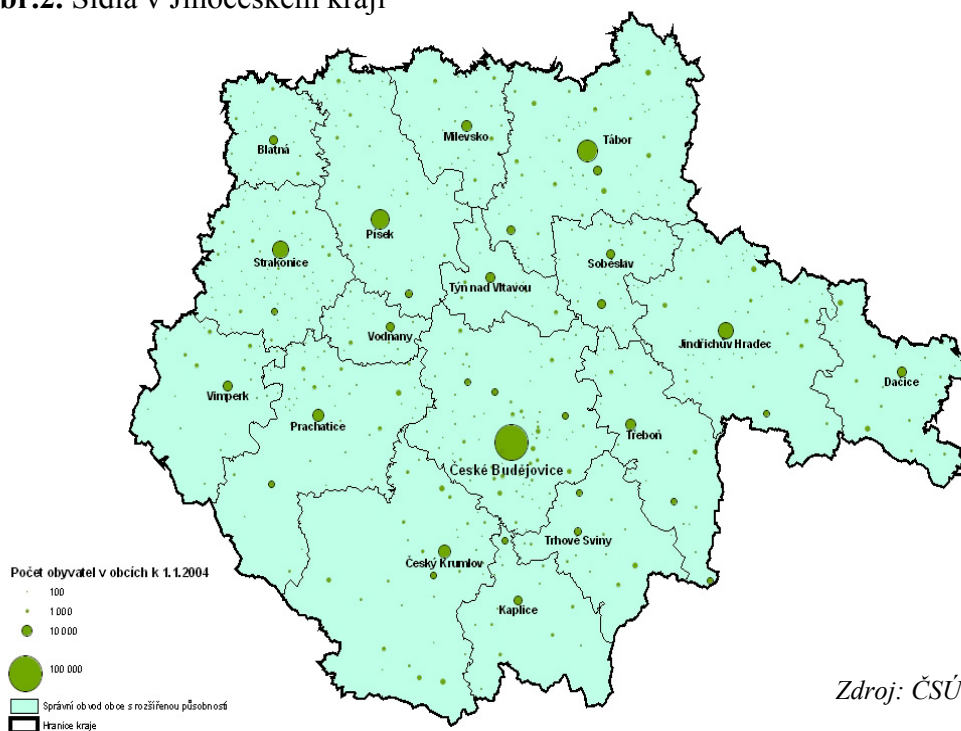 br.2. Sídla v Jihočeském kraji
Milevsko
Tábor
Blatná
Písek
Strakonice
Soběslav
Týn nad Vltavou
Vodňany
Jindřichův Hradec
Dačice
Vimperk
Prachatice
Třeboň
České Budějovice
Trhové Sviny
Český Krumlov
Kaplice
Počet obyvatel v obcích k 1.1.2004
100
1 000
10 000
100 000
Správní obvod obce s rozšířenou působností
Hranice kraje
Zdroj: ČSÚ